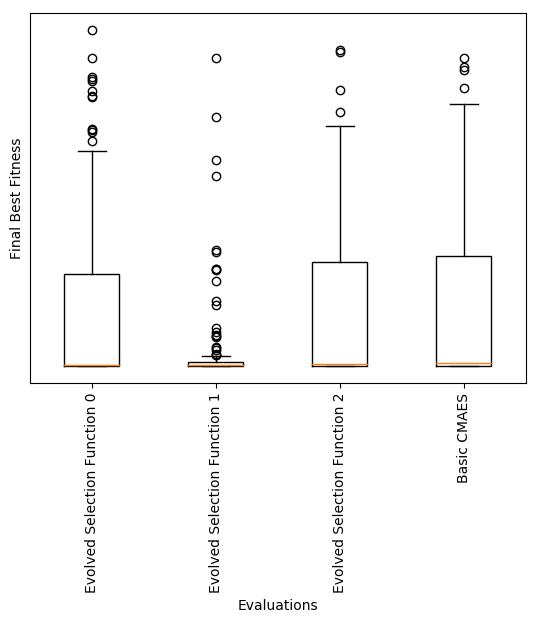 Final Best Fitness
Evolved Selection Function 0
Evolved Selection Function 1
Evolved Selection Function 2
Basic CMAES
Evaluations